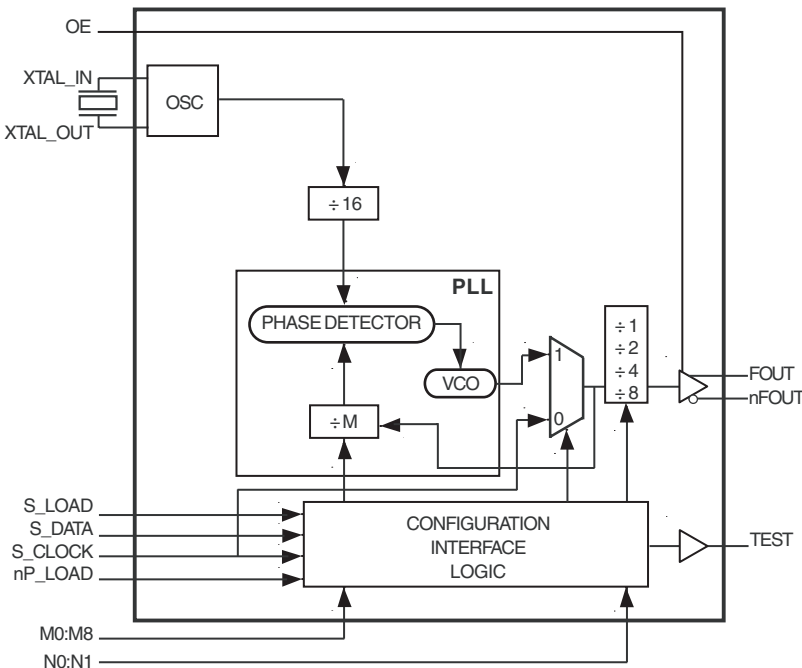 OE
XTAL_IN
OSC
XTAL_OUT
÷16
PLL
PHASE DETECTOR
VCO
÷M
1
0
÷1
÷2
÷4
÷8
FOUT
nFOUT
S_LOAD
S_DATA
S_CLOCK
nP_LOAD
CONFIGURATION
INTERFACE
LOGIC
TEST
M0:M8
N0:N1